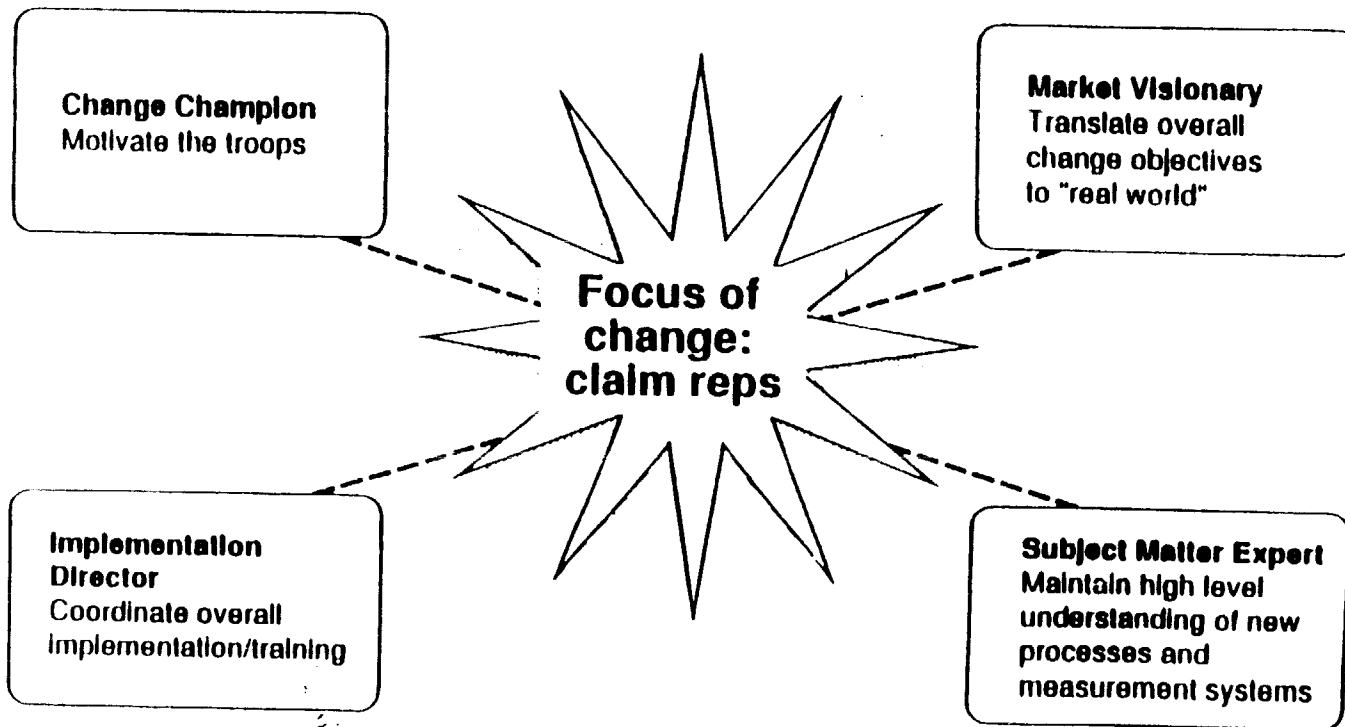 Change Champion
Motivate the troops
Market Visionary
Translate overall
change objectives
to "real world"
Focus of
change:
claim reps
Implementation
Director
Coordinate overall
implementation/training
Subject Matter Expert
Maintain high level
understanding of new
processes and
measurement systems